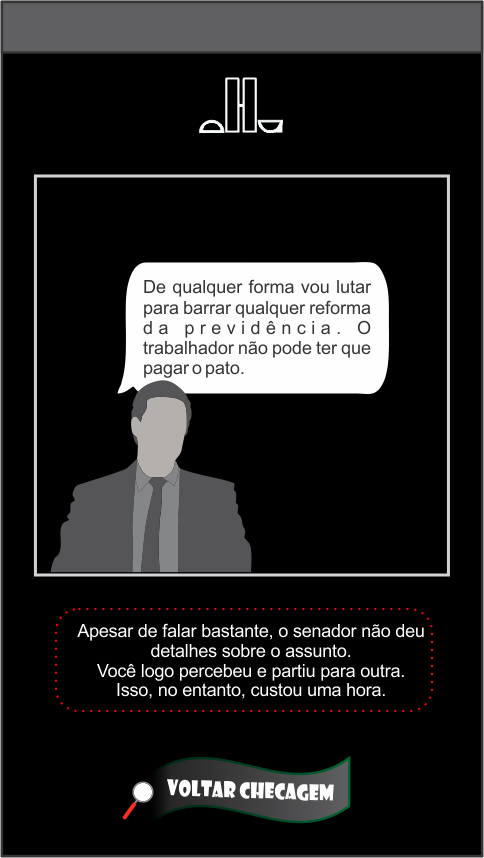 De qualquer forma vou lutar
para barrar qualquer reforma
da previdência. O
trabalhador não pode ter que
pagar o pato.
Apesar de falar bastante, o senador não deu
detalhes sobre o assunto.
Você logo percebeu e partiu para outra.
Isso, no entanto, custou uma hora.
VOLTAR CHECAGEM